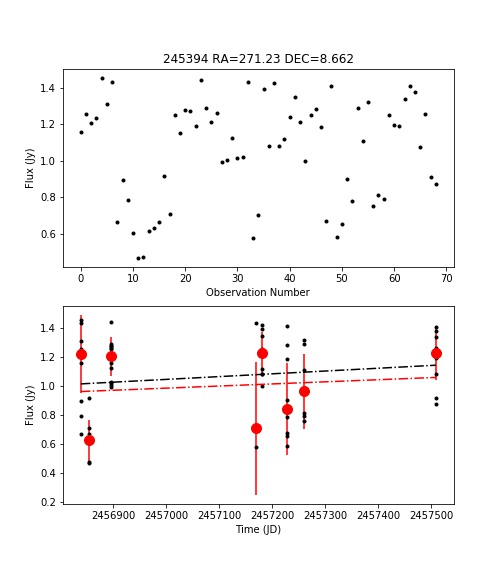 245394 RA=271.23 DEC=8.662
1.4
1.2
1.0
0.8
0.6
Flux (Jy)
0 10 20 30 40 50 60 70
Observation Number
1.4
1.2
1.0
0.8
0.6
0.4
0.2
Flux (Jy)
2456900 2457000 2457100 2457200 2457300 2457400 2457500
Time (JD)